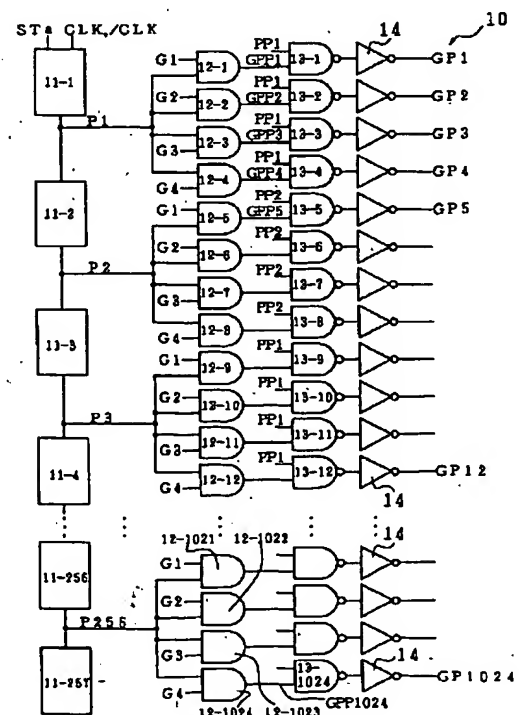 STa CLK,/CLK
10
11-1
14
G1 12-1 PP1 GPP1 13-1 GP1
G2 12-2 PP1 GPP2 13-2 GP2
P1
G3 12-3 PP1 GPP3 13-3 GP3
G4 12-4 PP1 GPP4 13-4 GP4
11-2
G1 12-5 PP2 GPP5 13-5 GP5
G2 12-6 PP2 13-6
P2
G3 12-7 PP2 13-7
G4 12-8 PP2 13-8
11-3
G1 12-9 PP1 13-9
G2 12-10 13-10
P3
G3 12-11 PP1 13-11
G4 12-12 PP1 13-12 GP12
11-4
14
12-1021 12-1022 14
11-256
G1
G2
P256
G3
14
13-1024 GP1024
G4
11-257
12-1024 12-1023 GPP1024